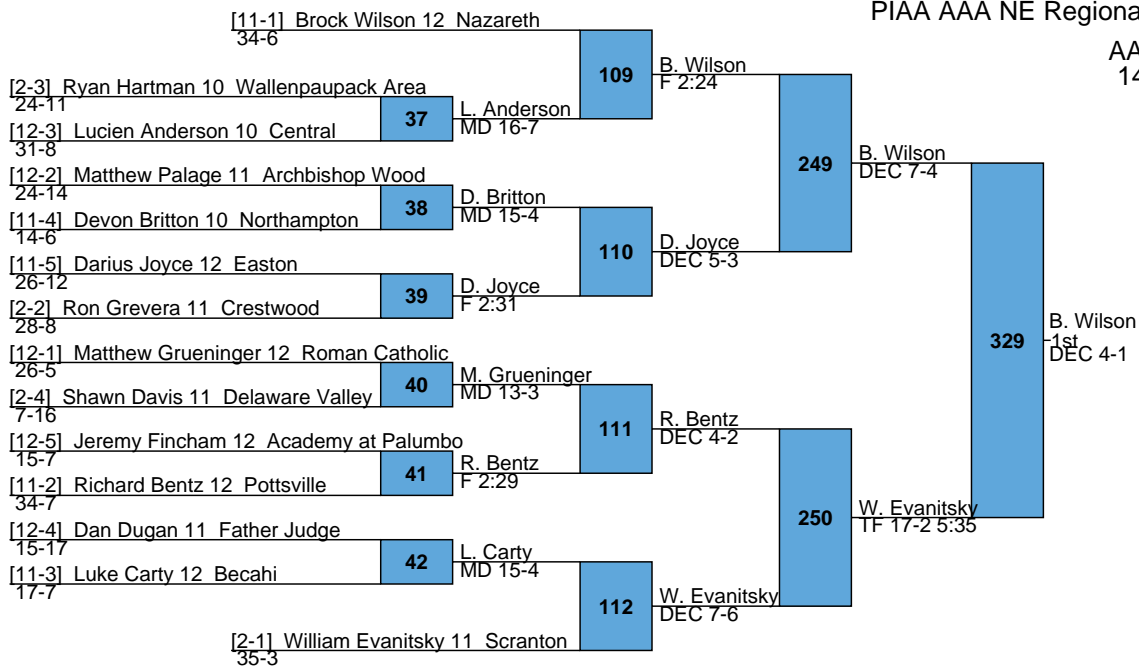 PIAA AAA NE Regiona
AA
14
[11-1] Brock Wilson 12 Nazareth
34-6
[2-3] Ryan Hartman 10 Wallenpaupack Area
24-11
[12-3] Lucien Anderson 10 Central
31-8
[12-2] Matthew Palage 11 Archbishop Wood
24-14
[11-4] Devon Britton 10 Northampton
14-6
[11-5] Darius Joyce 12 Easton
26-12
[2-2] Ron Grevera 11 Crestwood
28-8
[12-1] Matthew Grueninger 12 Roman Catholic
26-5
[2-4] Shawn Davis 11 Delaware Valley
7-16
[12-5] Jeremy Fincham 12 Academy at Palumbo
15-7
[11-2] Richard Bentz 12 Pottsville
34-7
[12-4] Dan Dugan 11 Father Judge
15-17
[11-3] Luke Carty 12 Becahi
17-7
[2-1] William Evanitsky 11 Scranton
35-3
37
38
39
40
41
42
L. Anderson
MD 16-7
D. Britton
MD 15-4
D. Joyce
F 2:31
M. Grueninger
MD 13-3
R. Bentz
F 2:29
L. Carty
MD 15-4
109
110
111
112
B. Wilson
F 2:24
D. Joyce
DEC 5-3
R. Bentz
DEC 4-2
W. Evanitsky
DEC 7-6
249
250
B. Wilson
DEC 7-4
W. Evanitsky
TF 17-2 5:35
329
B. Wilson
1st
DEC 4-1